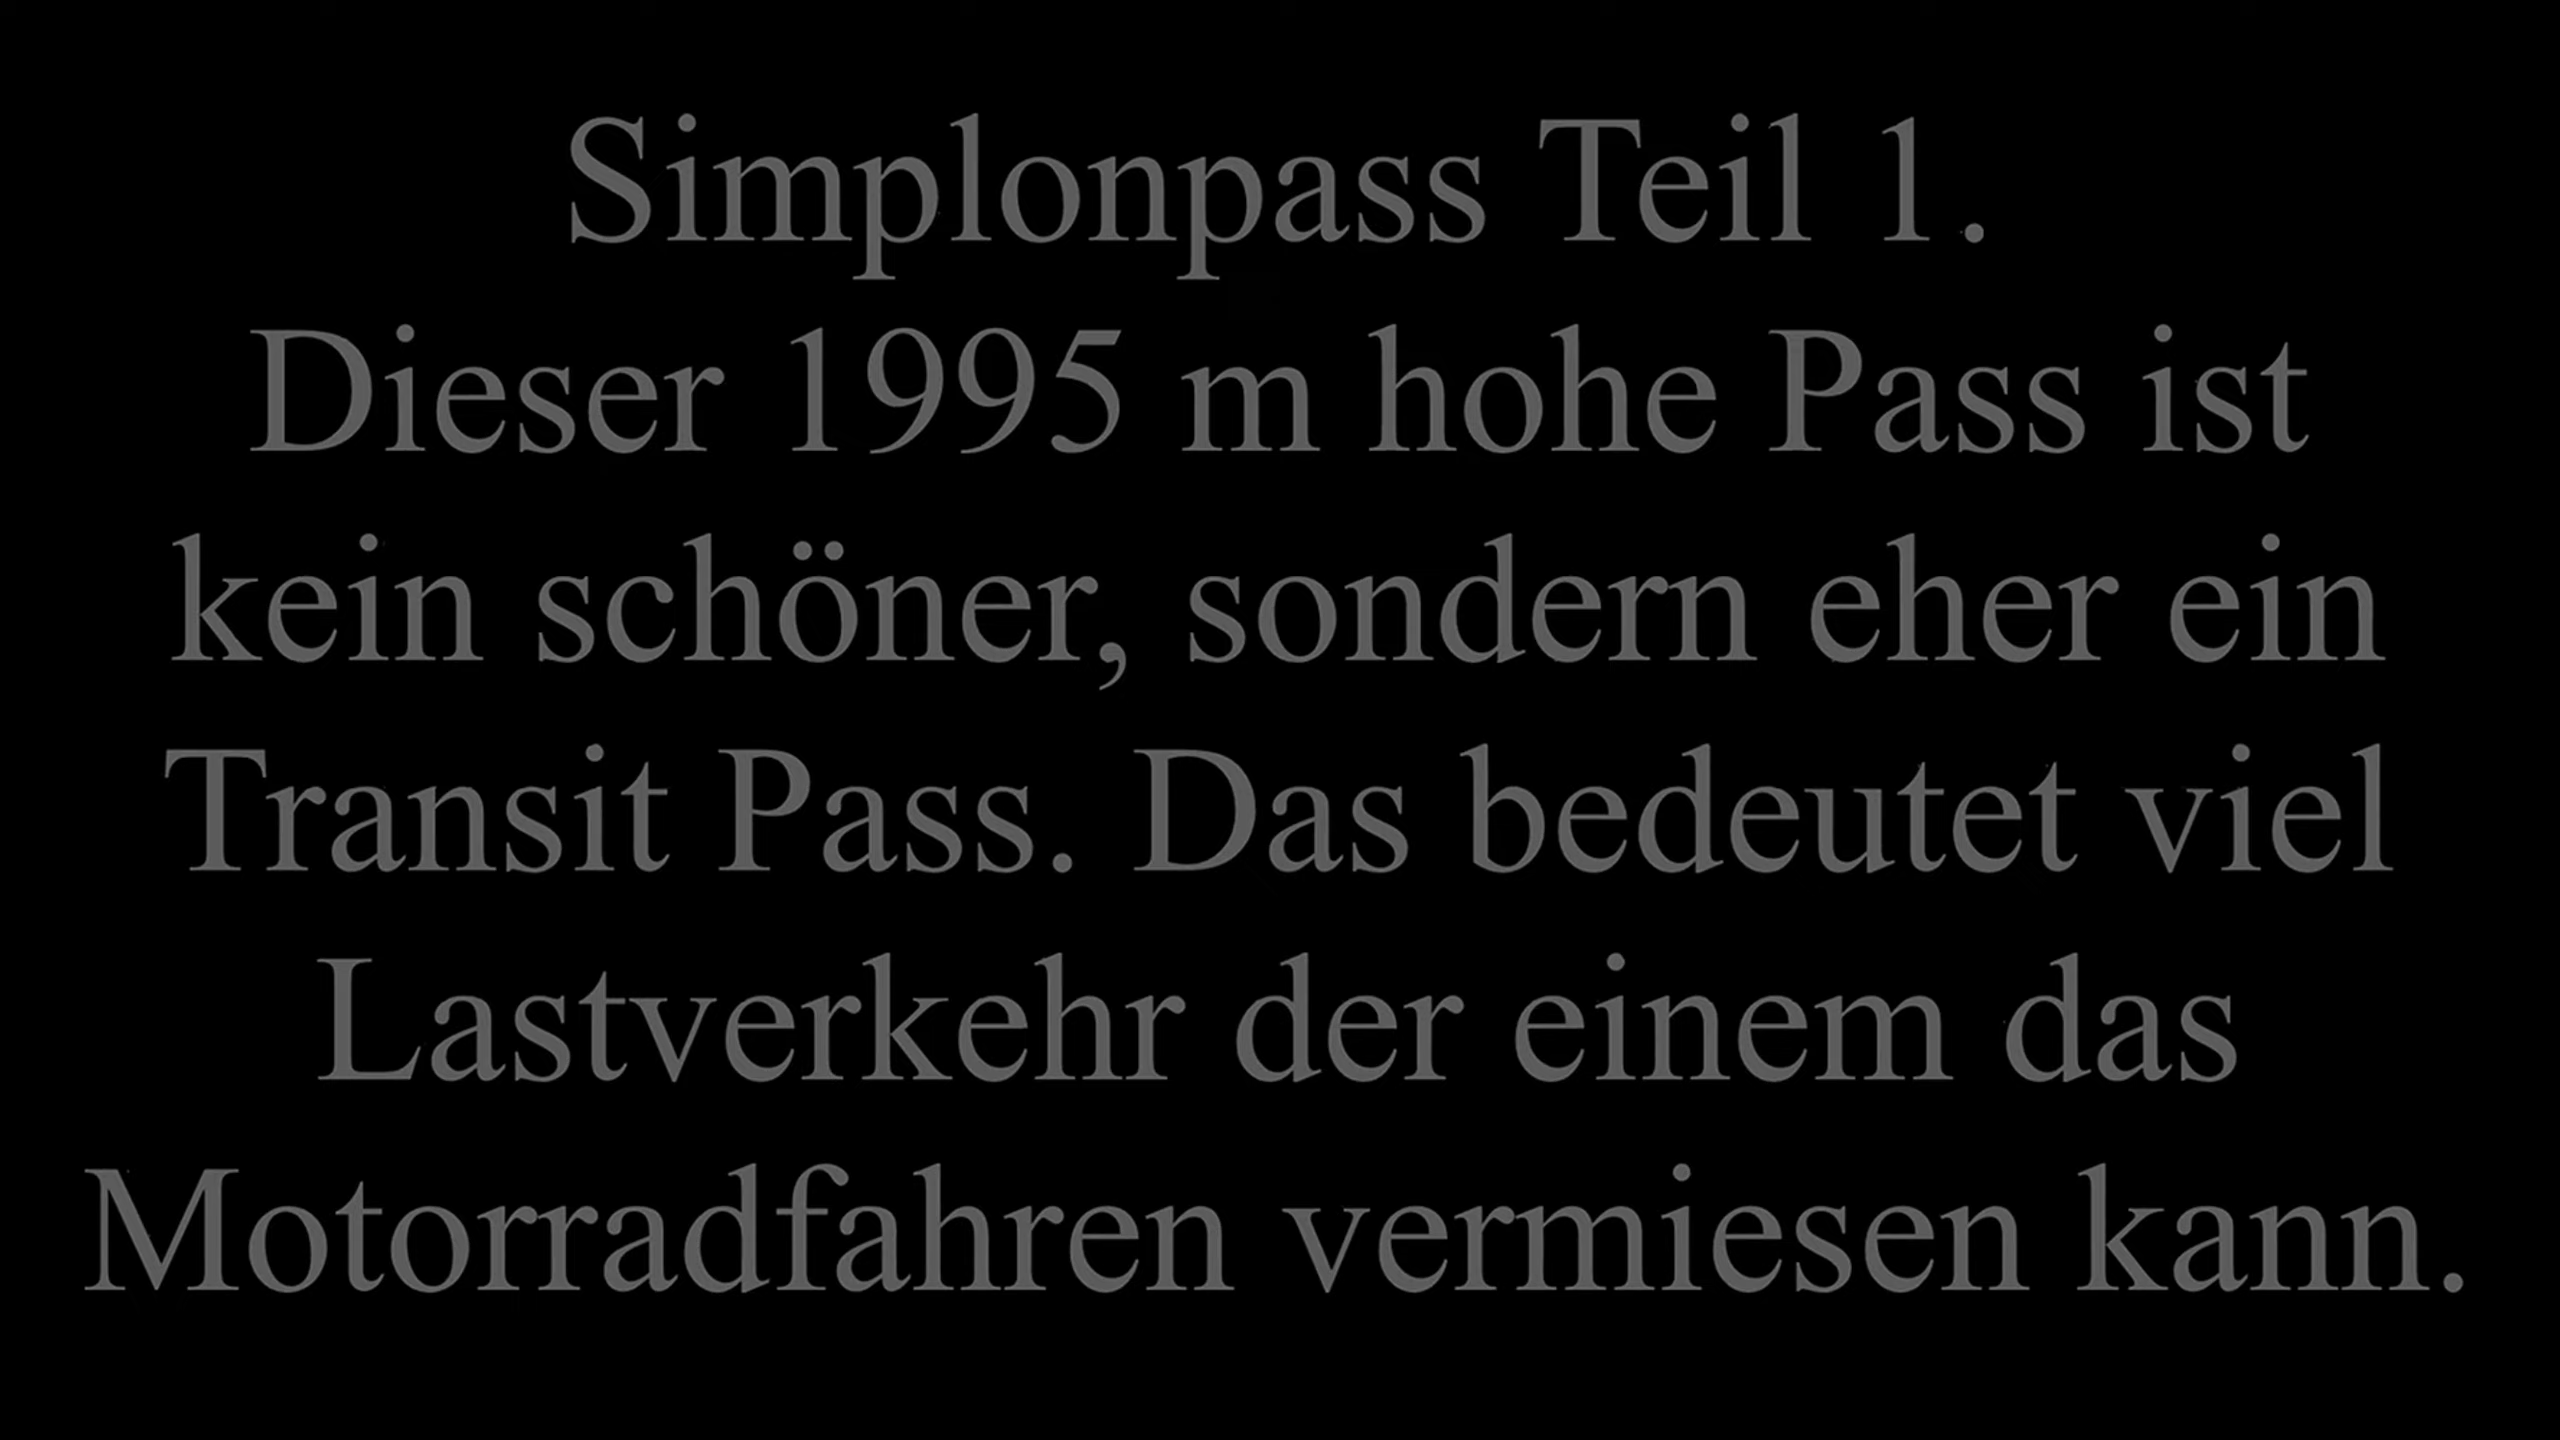 Simplonpass Teil 1.
Dieser 1995 m hohe Pass ist
kein schöner, sondern eher ein
Transit Pass. Das bedeutet viel
Lastverkehr der einem das
Motorradfahren vermiesen kann.